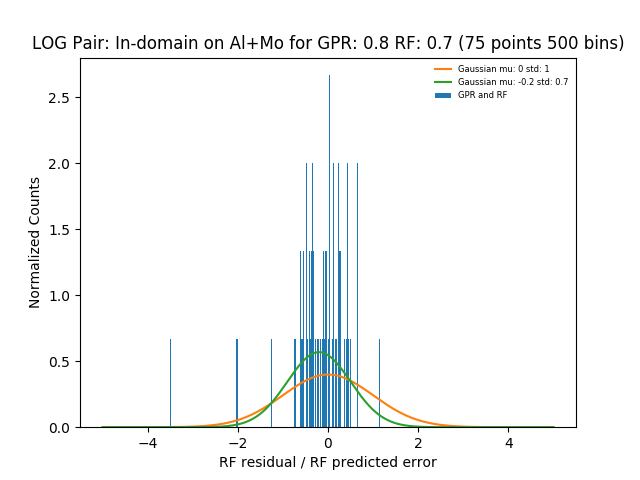 LOG Pair: In-domain on Al+Mo for GPR: 0.8 RF: 0.7 (75 points 500 bins)
Gaussian mu: 0 std: 1
Gaussian mu: -0.2 std: 0.7
GPR and RF
Normalized Counts
2.5
2.0
1.5
1.0
0.5
0.0
−4 −2 0 2 4
RF residual / RF predicted error